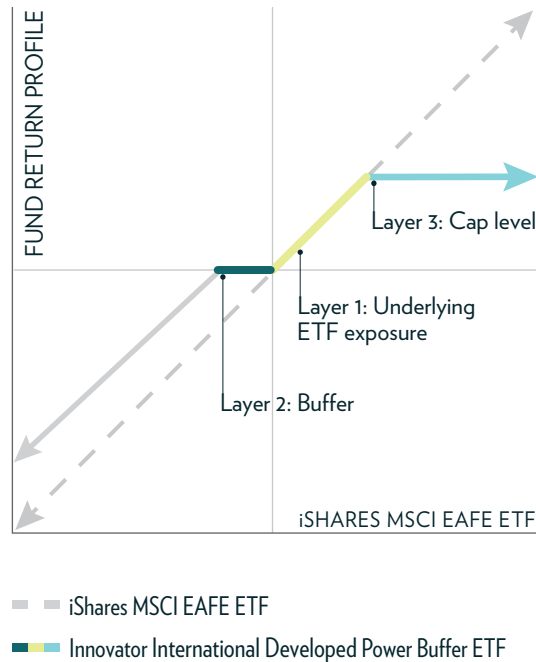 FUND RETURN PROFILE
Layer 3: Cap level
Layer 1: Underlying
ETF exposure
Layer 2: Buffer
iSHARES MSCI EAFE ETF
iShares MSCI EAFE ETF
Innovator International Developed Power Buffer ETF